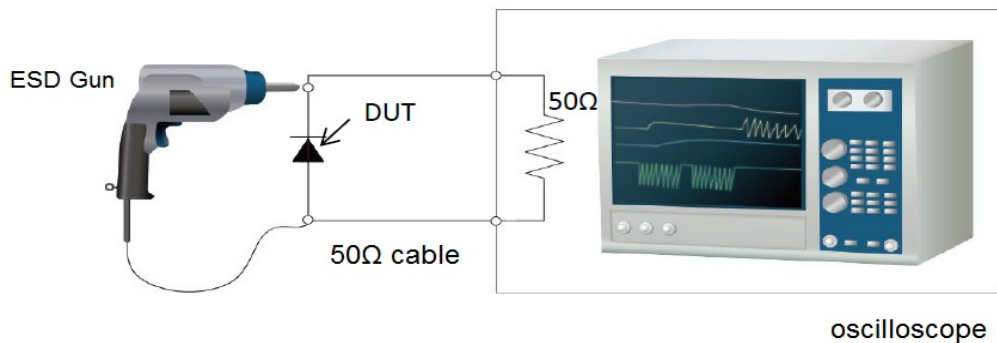 ESD Gun
DUT
50Ω
50Ω cable
oscilloscope